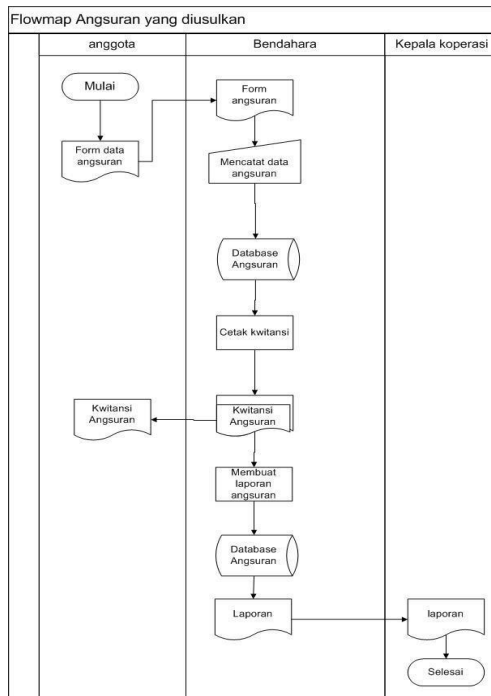 Flowmap Angsuran yang diusulkan
anggota
Bendahara
Kepala koperasi
Mulai
Form data
angsuran
Form
angsuran
Mencatat data
angsuran
Database
Angsuran
Cetak kwitansi
Kwitansi
Angsuran
Kwitansi
Angsuran
Membuat
laporan
angsuran
Database
Angsuran
Laporan
laporan
Selesai